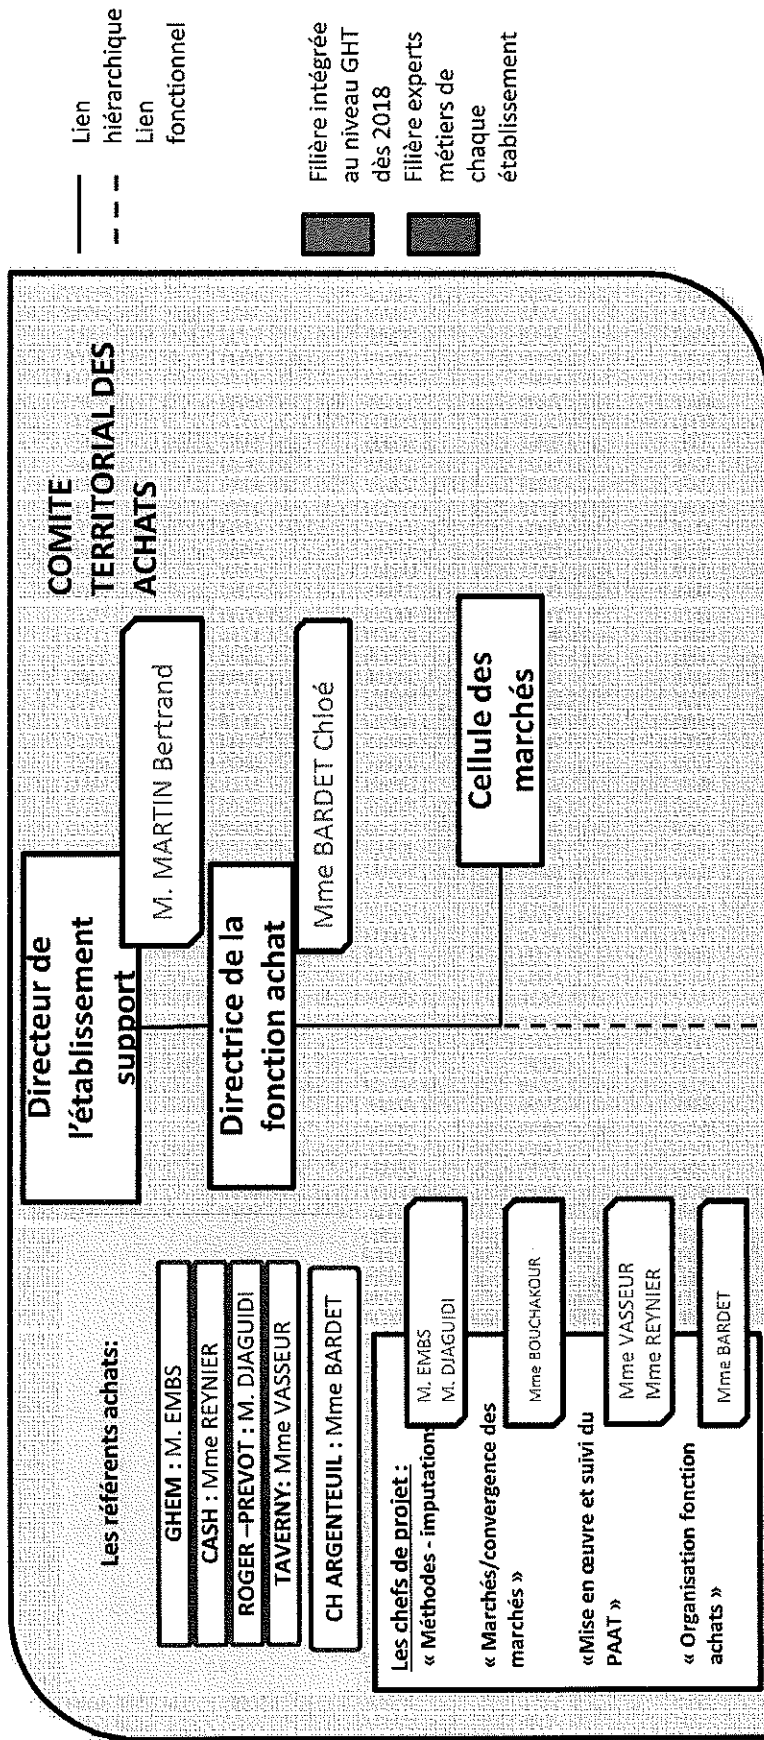 Lien
hiérarchique
Lien
fonctionnel
Filière intégrée
au niveau GHT
dès 2018
Filière experts
métiers de
chaque
établissement
COMITE
TERRITORIAL DES
ACHATS
Directeur de
l'établissement
support
M. MARTIN Bertrand
Directrice de la
fonction achat
Mme BARDET Chloé
Cellule des
marchés
Les référents achats:
GHEM : M. EMBS
CASH : Mme REYNIER
ROGER –PREVOT : M. DJAGUIDI
TAVERNY: Mme VASSEUR
CH ARGENTEUIL : Mme BARDET
Les chefs de projet :
« Méthodes - imputations
M. EMBS
M. DJAGUIDI
« Marchés/convergence des
marchés »
Mme BOUCHAKOUR
«Mise en œuvre et suivi du
PAAT »
Mme VASSEUR
Mme REYNIER
« Organisation fonction
achats »
Mme BARDET